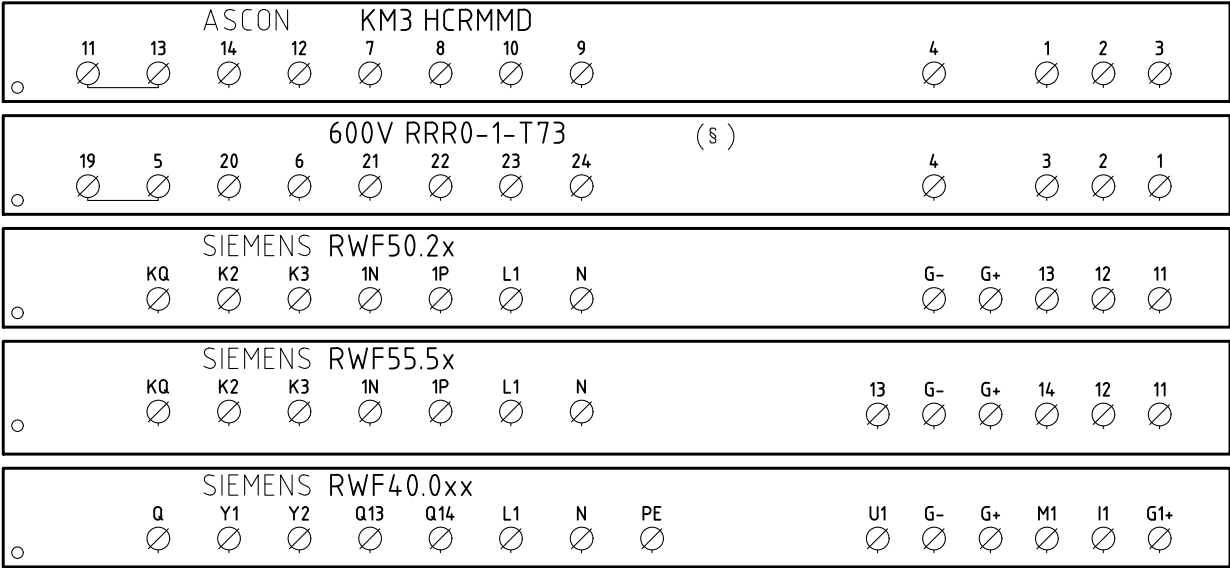 ASCON KM3 HCRMMD
11 13 14 12 7 8 10 9 4 1 2 3
600V RRR0-1-T73 (§)
19 5 20 6 21 22 23 24 4 3 2 1
SIEMENS RWF50.2x
KQ K2 K3 1N 1P L1 N G- G+ 13 12 11
SIEMENS RWF55.5x
KQ K2 K3 1N 1P L1 N 13 G- G+ 14 12 11
SIEMENS RWF40.0xx
Q Y1 Y2 Q13 Q14 L1 N PE U1 G- G+ M1 I1 G1+